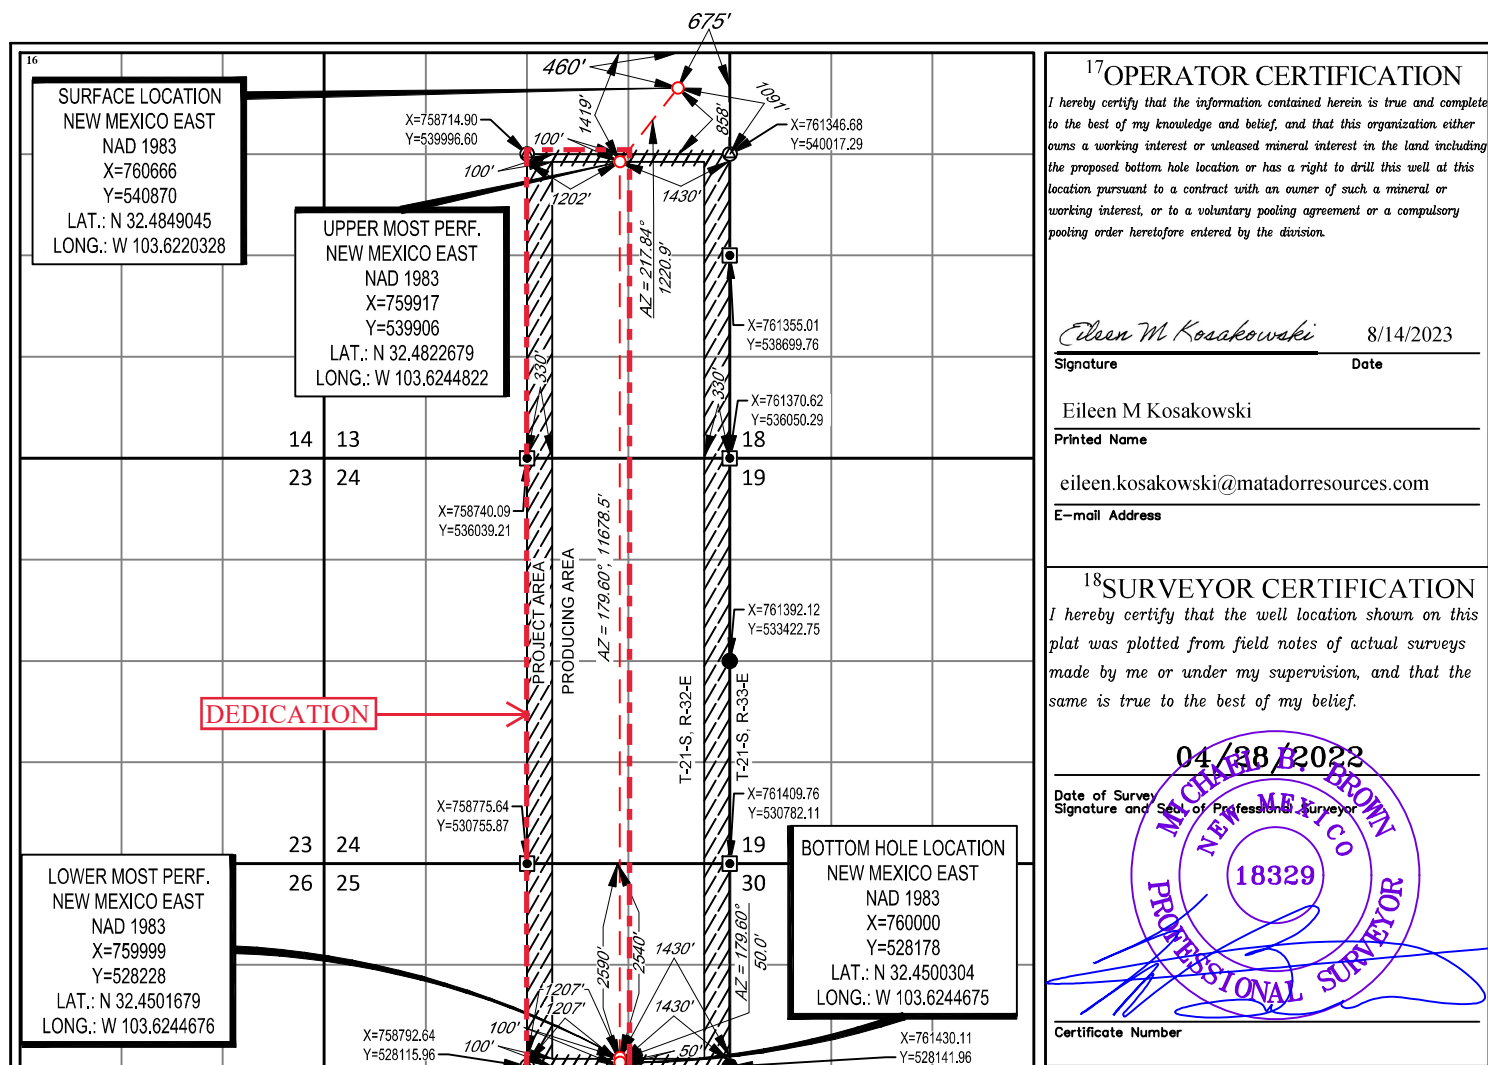 16
675'
460'
1419'
1091'
858'
SURFACE LOCATION
NEW MEXICO EAST
NAD 1983
X=760666
Y=540870
LAT.: N 32.4849045
LONG.: W 103.6220328
X=758714.90
Y=539996.60
100'
X=761346.68
Y=540017.29
100'
1202'
1430'
UPPER MOST PERF.
NEW MEXICO EAST
NAD 1983
X=759917
Y=539906
LAT.: N 32.4822679
LONG.: W 103.6244822
AZ = 217.84°
1220.9'
X=761355.01
Y=538699.76
330'
330'
X=761370.62
Y=536050.29
14 13
18
23 24
19
X=758740.09
Y=536039.21
PROJECT AREA
PRODUCING AREA
AZ = 179.60°, 11678.5'
X=761392.12
Y=533422.75
T-21-S, R-32-E
T-21-S, R-33-E
DEDICATION
X=758775.64
Y=530755.87
X=761409.76
Y=530782.11
23 24
19
26 25
30
LOWER MOST PERF.
NEW MEXICO EAST
NAD 1983
X=759999
Y=528228
LAT.: N 32.4501679
LONG.: W 103.6244676
BOTTOM HOLE LOCATION
NEW MEXICO EAST
NAD 1983
X=760000
Y=528178
LAT.: N 32.4500304
LONG.: W 103.6244675
2590'
2540'
1430'
AZ = 179.60°
50.0'
1207'
1207'
1430'
100'
100'
50'
X=758792.64
Y=528115.96
X=761430.11
Y=528141.96
17 OPERATOR CERTIFICATION
I hereby certify that the information contained herein is true and complete
to the best of my knowledge and belief, and that this organization either
owns a working interest or unleased mineral interest in the land including
the proposed bottom hole location or has a right to drill this well at this
location pursuant to a contract with an owner of such a mineral or
working interest, or to a voluntary pooling agreement or a compulsory
pooling order heretofore entered by the division.
Eileen M Kosakowski 8/14/2023
Signature Date
Eileen M Kosakowski
Printed Name
eileen.kosakowski@matadorresources.com
E-mail Address
18 SURVEYOR CERTIFICATION
I hereby certify that the well location shown on this
plat was plotted from field notes of actual surveys
made by me or under my supervision, and that the
same is true to the best of my belief.
04/28/2022
Date of Survey
Signature and Seal of Professional Surveyor
MICHAEL B. BROWN
NEW MEXICO
18329
PROFESSIONAL SURVEYOR
Certificate Number